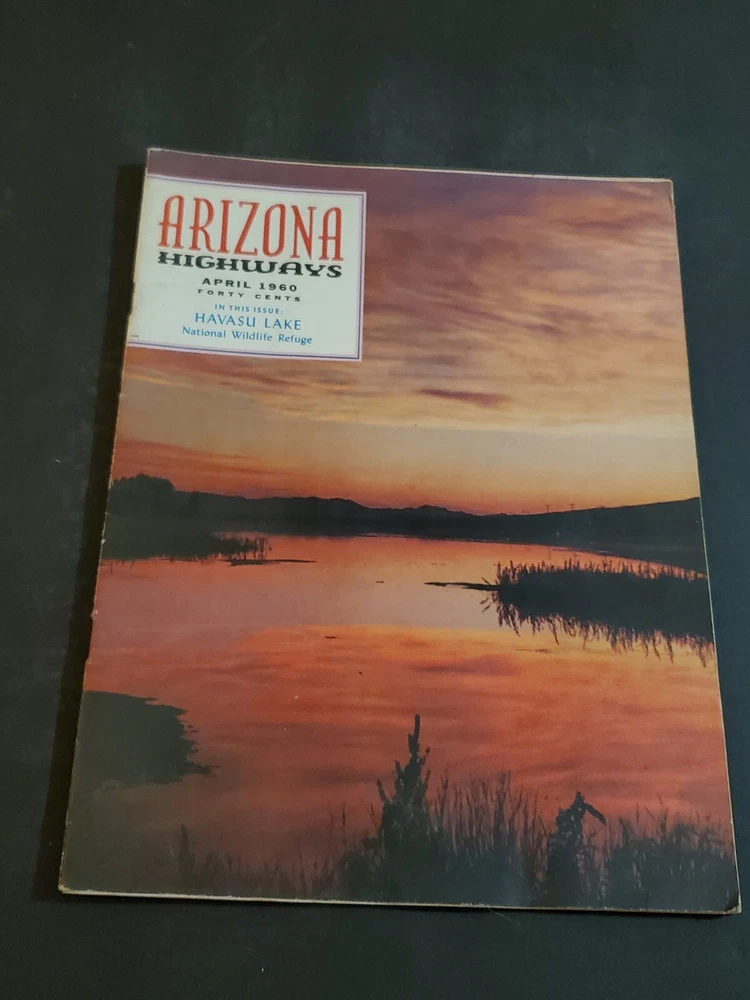 ARIZONA
HIGHWAYS
APRIL 1960
FORTY CENTS
IN THIS ISSUE:
HAVASU LAKE
National Wildlife Refuge